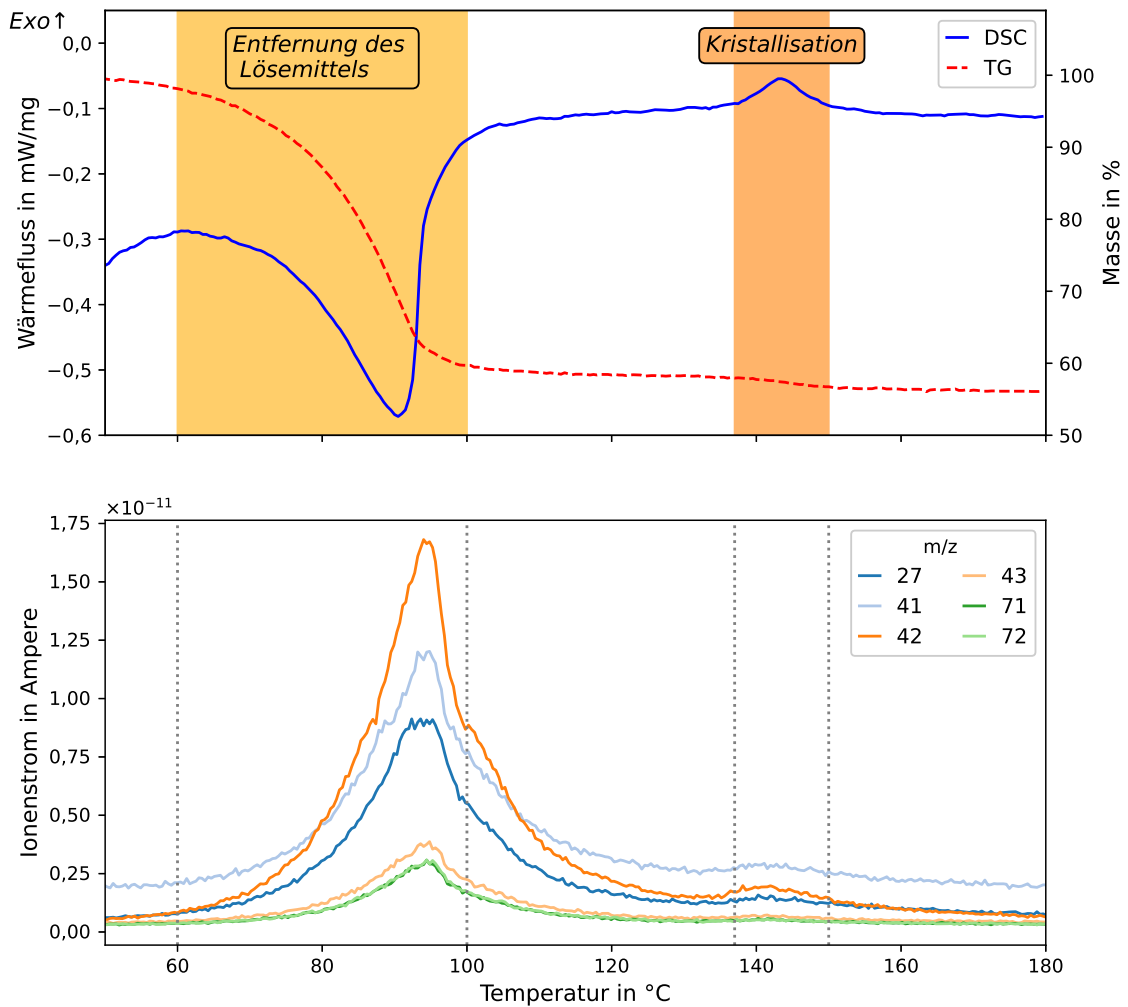 Exo↑
Entfernung des
Lösemittels
Kristallisation
DSC
TG
0,0
−0,1
−0,2
−0,3
−0,4
−0,5
−0,6
Wärmefluss in mW/mg
100
90
80
70
60
50
Masse in %
×10⁻¹¹
1,75
1,50
1,25
1,00
0,75
0,50
0,25
0,00
Ionenstrom in Ampere
m/z
27 43
41 71
42 72
60 80 100 120 140 160 180
Temperatur in °C